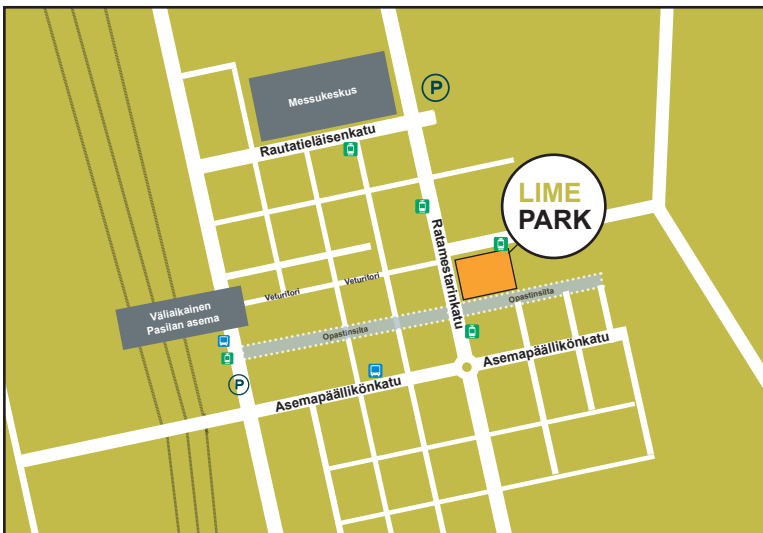 P
Messukeskus
Rautatieläisenkatu
LIME
PARK
Ratamestarinkatu
Veturitori
Veturitori
Opastinsilta
Väliaikainen
Pasilan asema
Opastinsilta
Asemapäällikönkatu
P
Asemapäällikönkatu